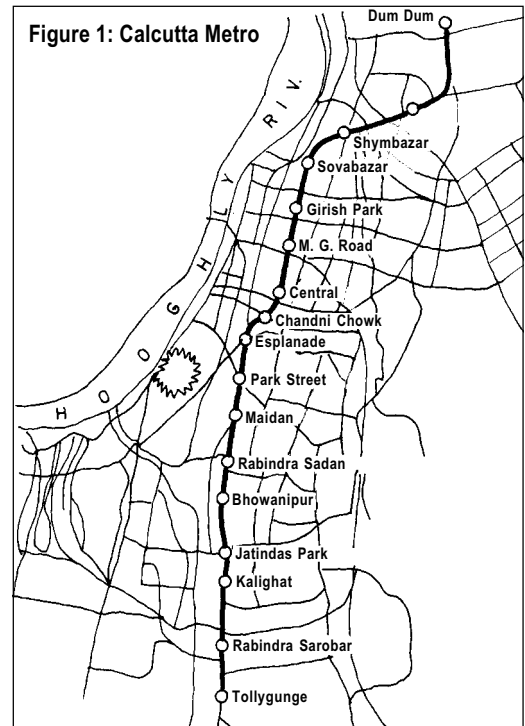 Figure 1: Calcutta Metro
Dum Dum
Shymbazar
Sovabazar
Girish Park
M. G. Road
Central
Chandni Chowk
Esplanade
Park Street
Maidan
Rabindra Sadan
Bhowanipur
Jatindas Park
Kalighat
Rabindra Sarobar
Tollygunge
HOOGHLY RIV.